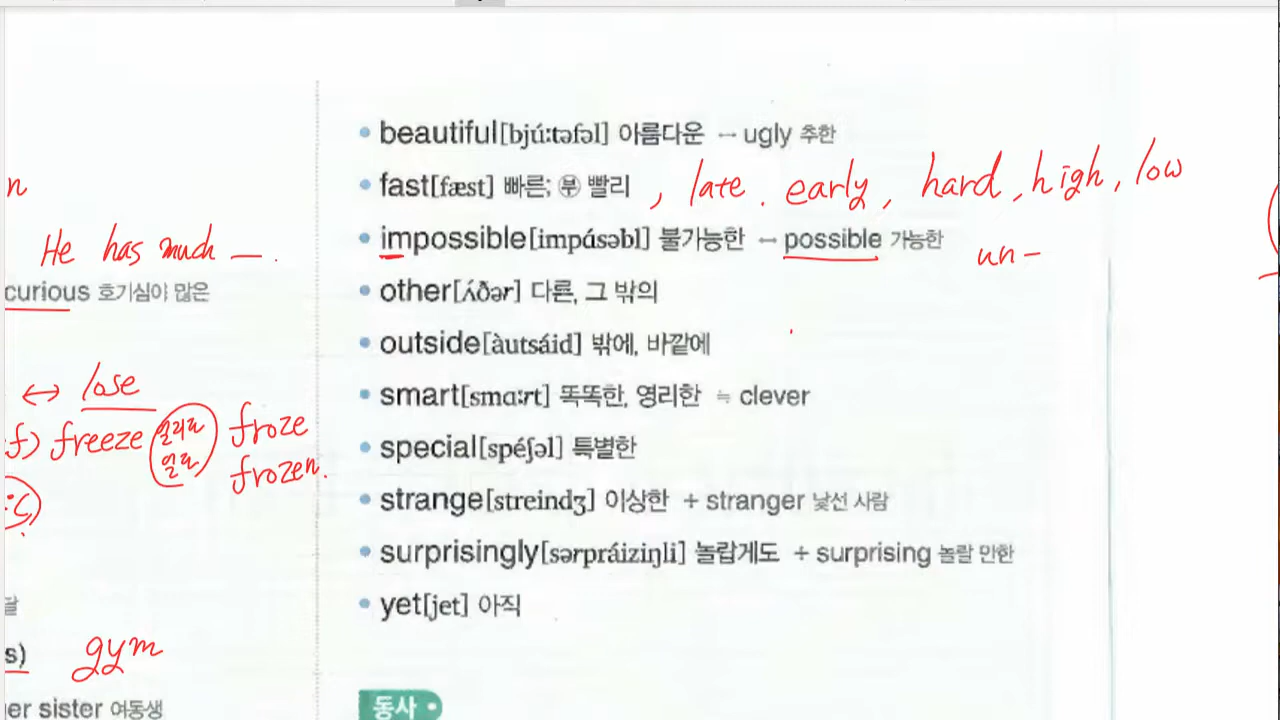 n
He has much —.
curious 호기심이 많은
↔ lose
f) freeze 얼리다 얼다 froze
frozen.
달
s) gym
er sister 여동생
• beautiful[bjúːtəfəl] 아름다운 ↔ ugly 추한
• fast[fæst] 빠른; ㉾ 빨리 , late . early, hard, high, low
• impossible[impásəbl] 불가능한 ↔ possible 가능한 un-
• other[ʎðər] 다른, 그 밖의
• outside[àutsáid] 밖에, 바깥에
• smart[smɑːrt] 똑똑한, 영리한 ≒ clever
• special[spéʃəl] 특별한
• strange[streindʒ] 이상한 + stranger 낯선 사람
• surprisingly[sərpráiziŋli] 놀랍게도 + surprising 놀랄 만한
• yet[jet] 아직
동사